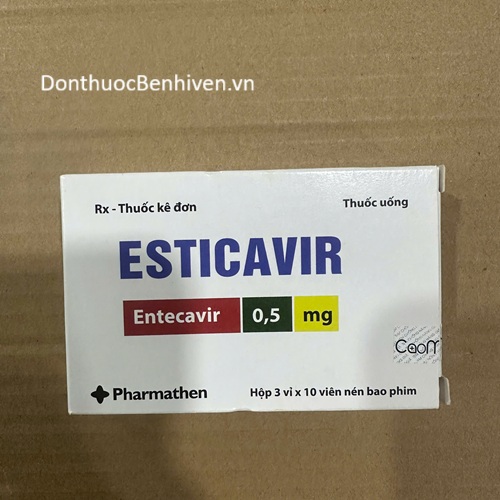 DonthuocBenhiven.vn
Rx - Thuốc kê đơn
Thuốc uống
ESTICAVIR
Entecavir 0,5 mg
Pharmathen
Hộp 3 vỉ x 10 viên nén bao phim